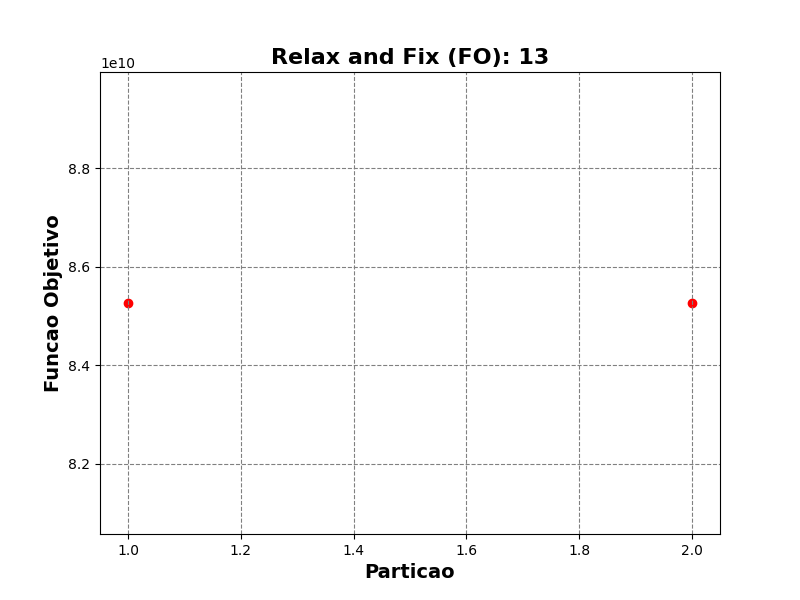 Relax and Fix (FO): 13
1e10
8.8
8.6
8.4
8.2
Funcao Objetivo
1.0 1.2 1.4 1.6 1.8 2.0
Particao